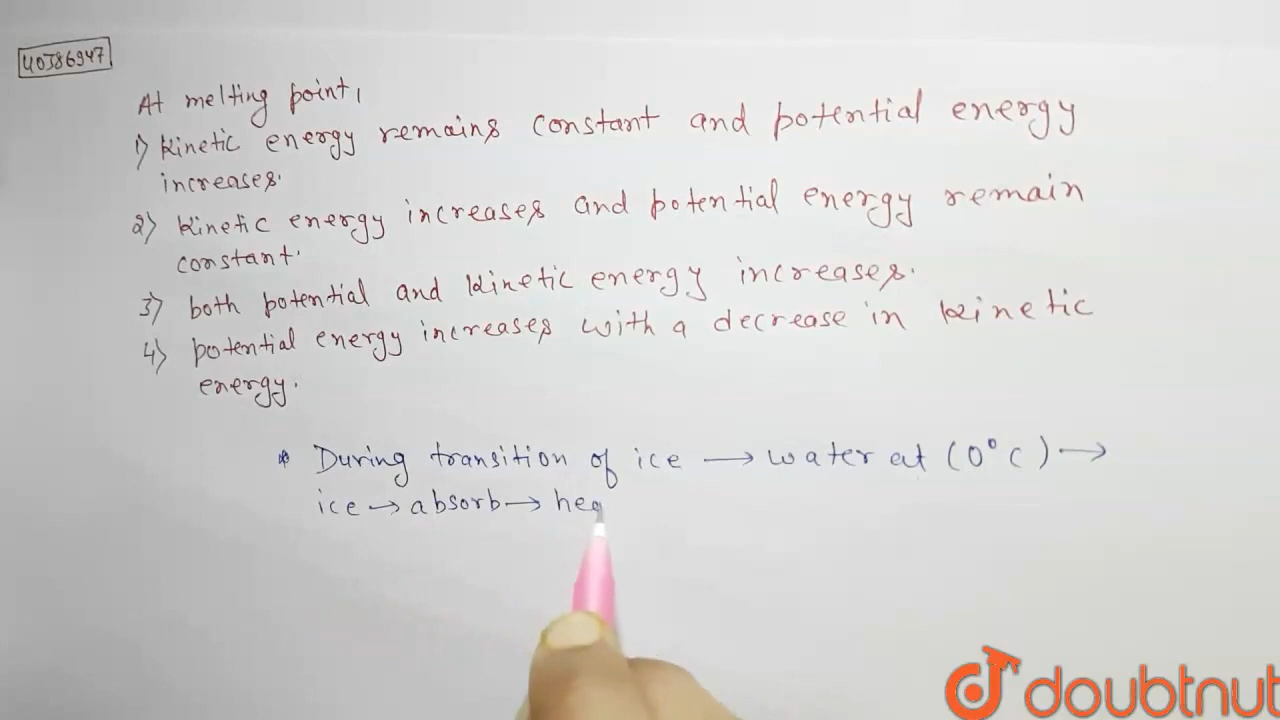 40586947
At melting point,
1) Kinetic energy remains constant and potential energy
increases.
2) Kinetic energy increases and potential energy remain
constant.
3) both potential and kinetic energy increases.
4) potential energy increases with a decrease in kinetic
energy.
* During transition of ice → water at (0°C) →
ice → absorb → hea
doubtnut